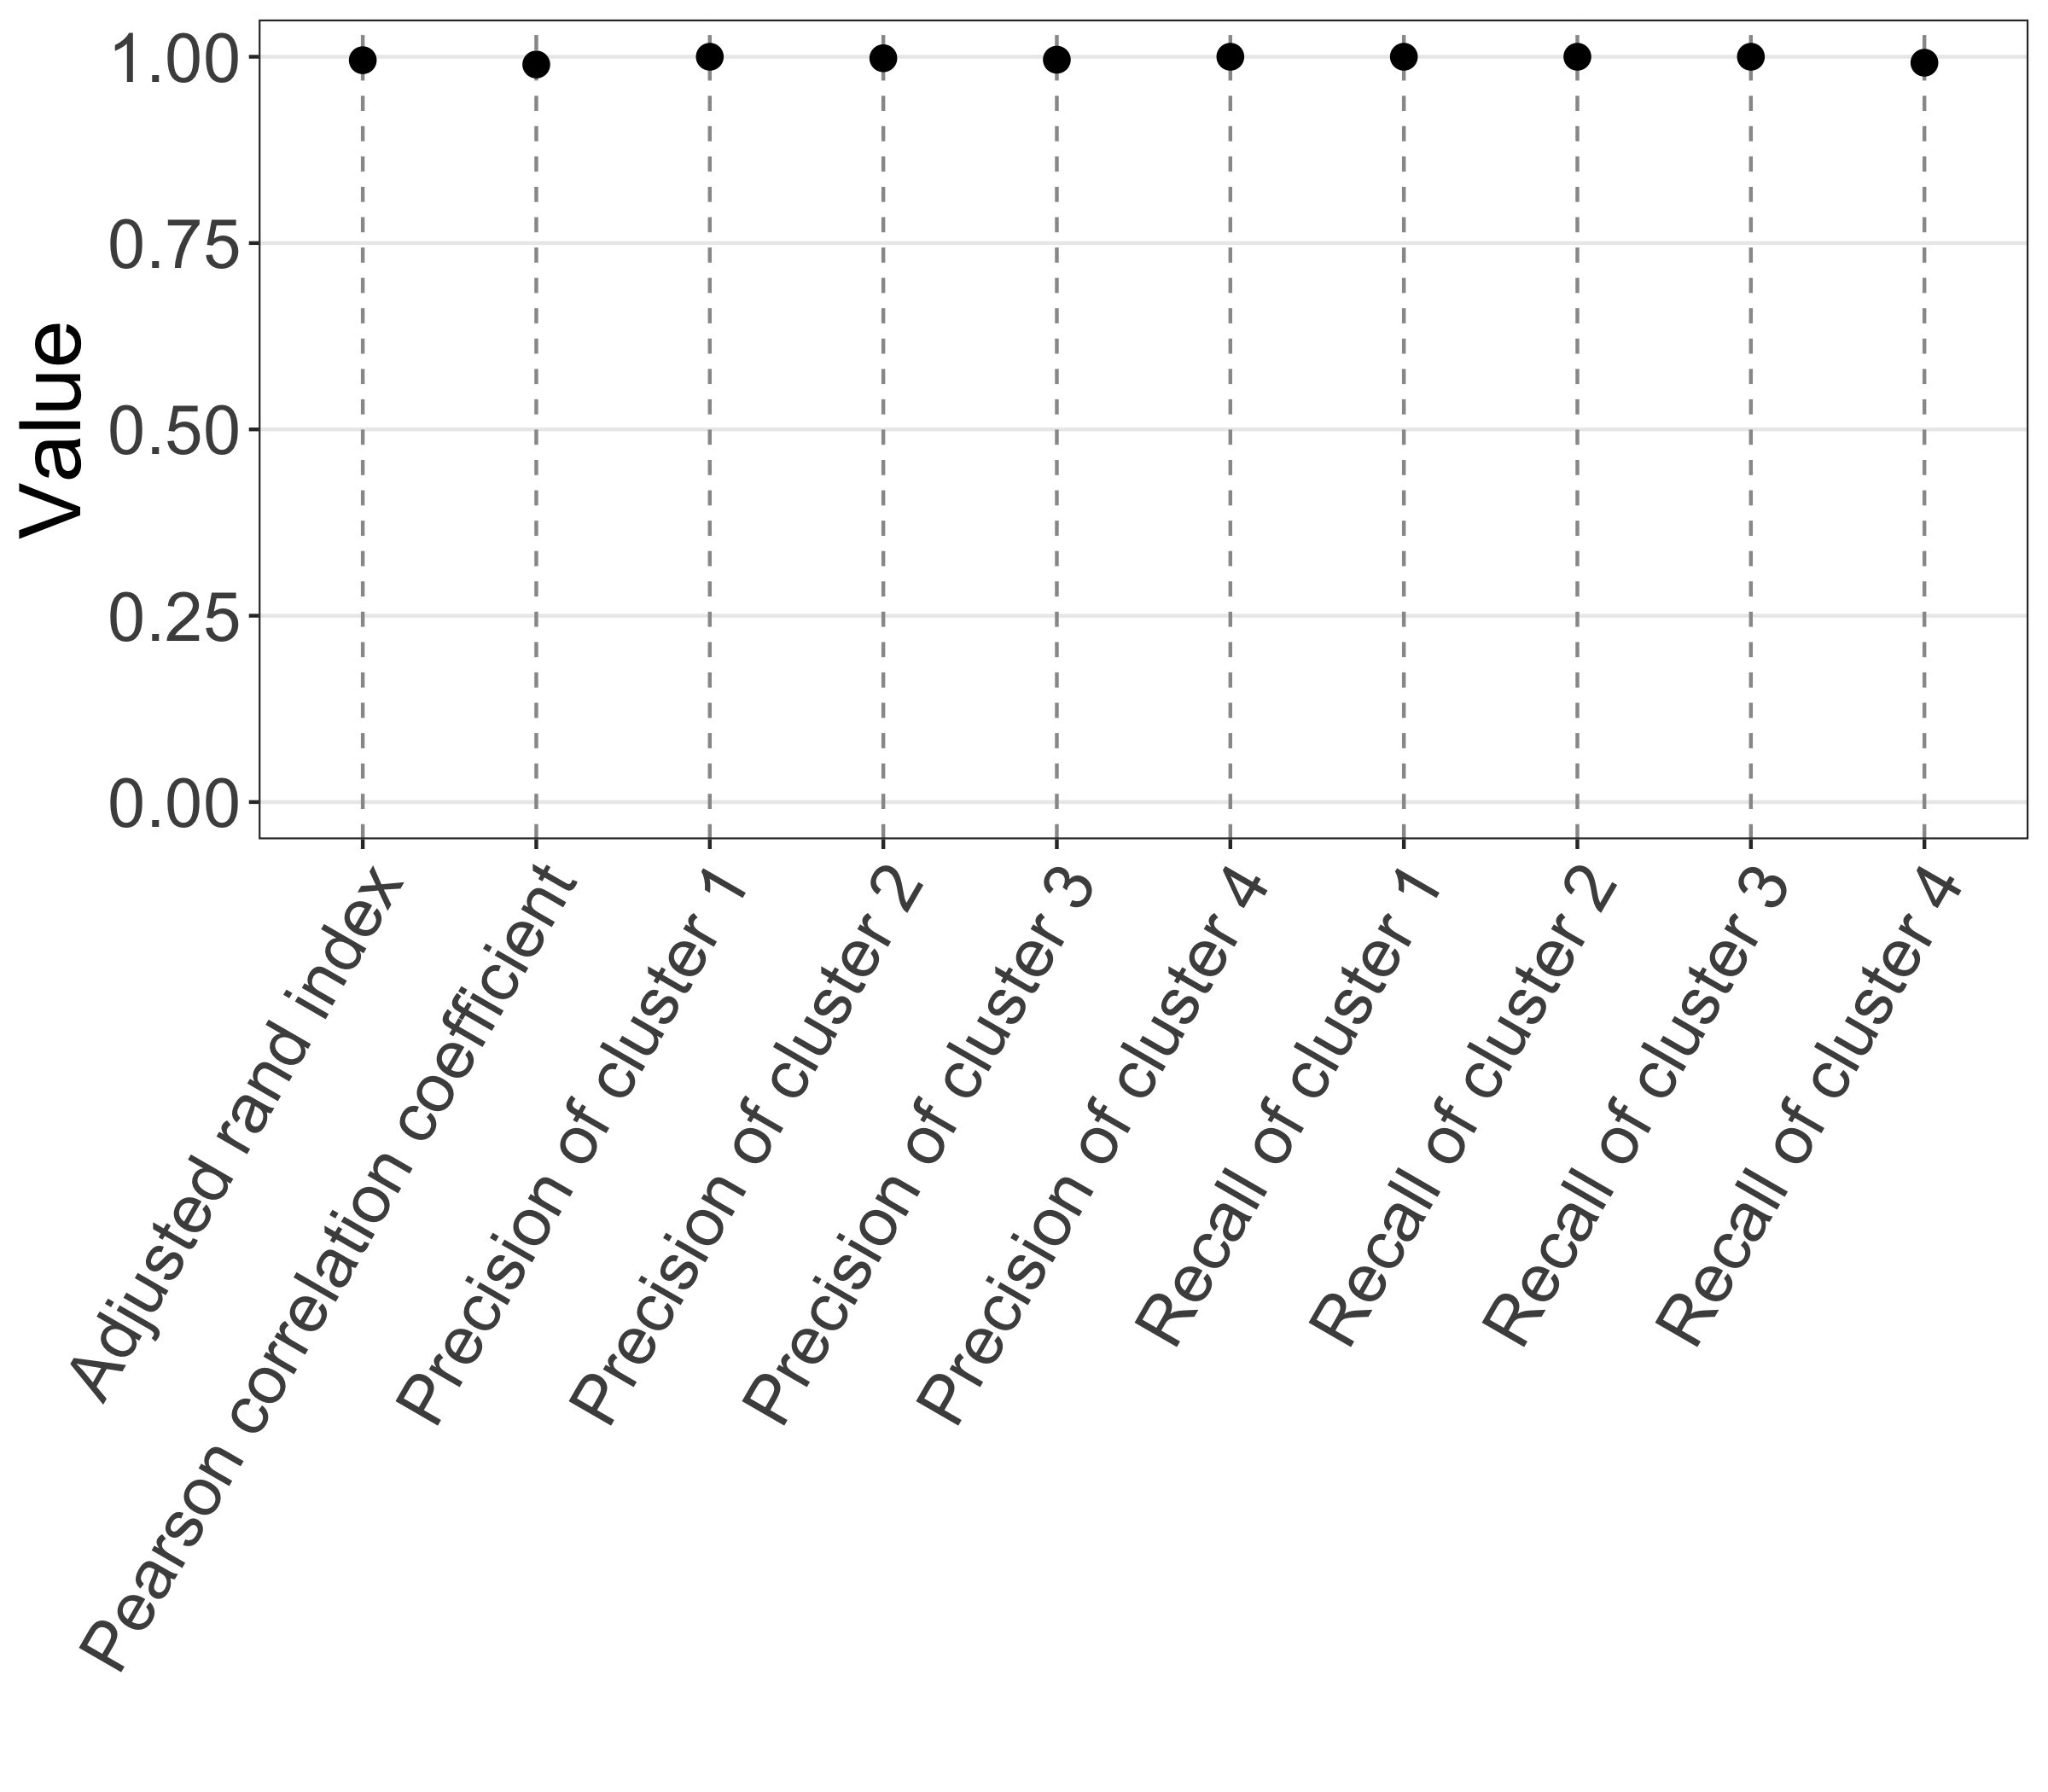 Value
1.00
0.75
0.50
0.25
0.00
Adjusted rand index
Pearson correlation coefficient
Precision of cluster 1
Precision of cluster 2
Precision of cluster 3
Precision of cluster 4
Recall of cluster 1
Recall of cluster 2
Recall of cluster 3
Recall of cluster 4